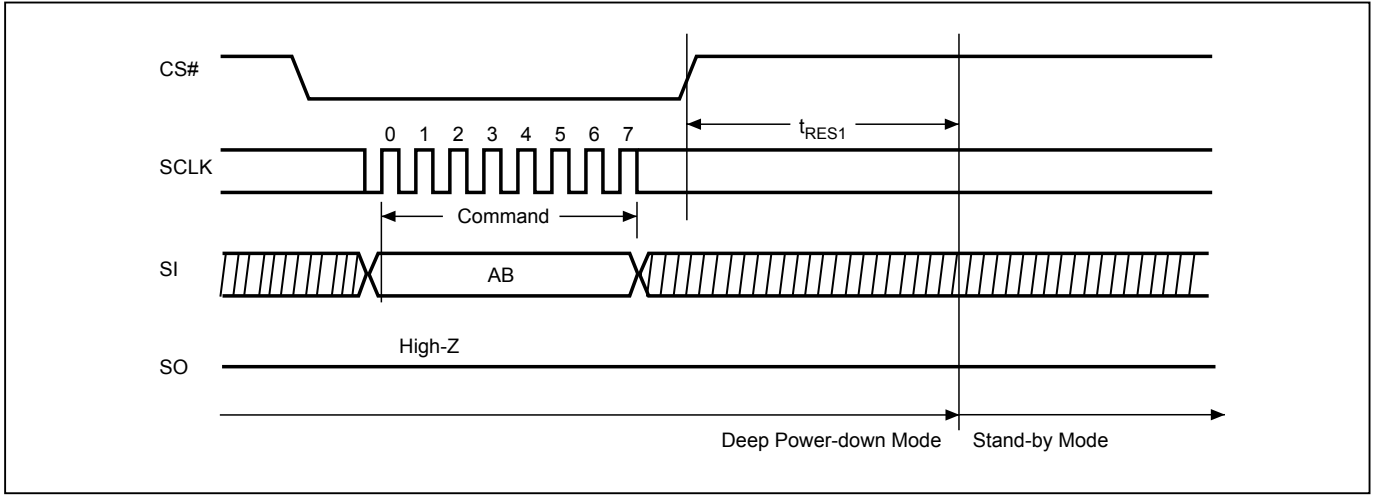 CS#
tRES1
0 1 2 3 4 5 6 7
SCLK
Command
SI
AB
High-Z
SO
Deep Power-down Mode Stand-by Mode